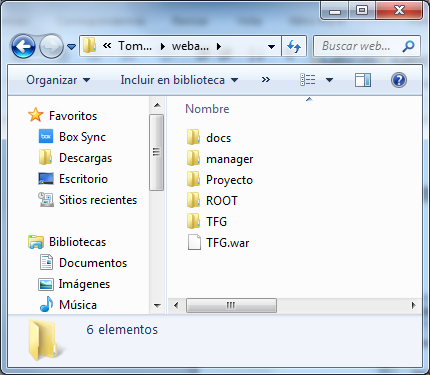 « Tom... ▸ weba... ▸
Buscar web...
Organizar Incluir en biblioteca »
Favoritos
Box Sync
Descargas
Escritorio
Sitios recientes
Bibliotecas
Documentos
Imágenes
Música
Nombre
docs
manager
Proyecto
ROOT
TFG
TFG.war
6 elementos